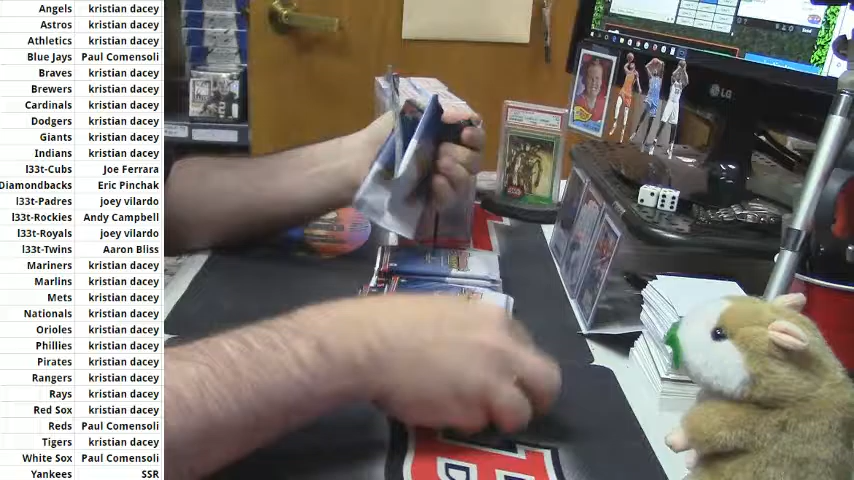 Angels kristian dacey
Astros kristian dacey
Athletics kristian dacey
Blue Jays Paul Comensoli
Braves kristian dacey
Brewers kristian dacey
Cardinals kristian dacey
Dodgers kristian dacey
Giants kristian dacey
Indians kristian dacey
l33t-Cubs Joe Ferrara
Diamondbacks Eric Pinchak
l33t-Padres joey vilardo
l33t-Rockies Andy Campbell
l33t-Royals joey vilardo
l33t-Twins Aaron Bliss
Mariners kristian dacey
Marlins kristian dacey
Mets kristian dacey
Nationals kristian dacey
Orioles kristian dacey
Phillies kristian dacey
Pirates kristian dacey
Rangers kristian dacey
Rays kristian dacey
Red Sox kristian dacey
Reds Paul Comensoli
Tigers kristian dacey
White Sox Paul Comensoli
Yankees SSR
LG